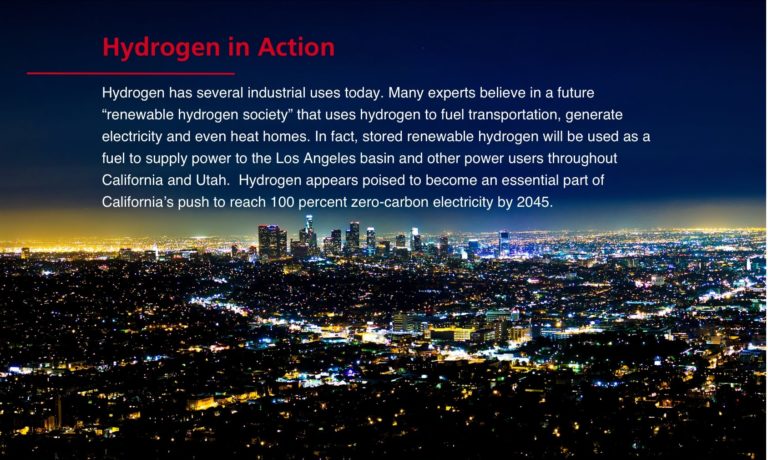 Hydrogen in Action
Hydrogen has several industrial uses today. Many experts believe in a future
“renewable hydrogen society” that uses hydrogen to fuel transportation, generate
electricity and even heat homes. In fact, stored renewable hydrogen will be used as a
fuel to supply power to the Los Angeles basin and other power users throughout
California and Utah.  Hydrogen appears poised to become an essential part of
California’s push to reach 100 percent zero-carbon electricity by 2045.